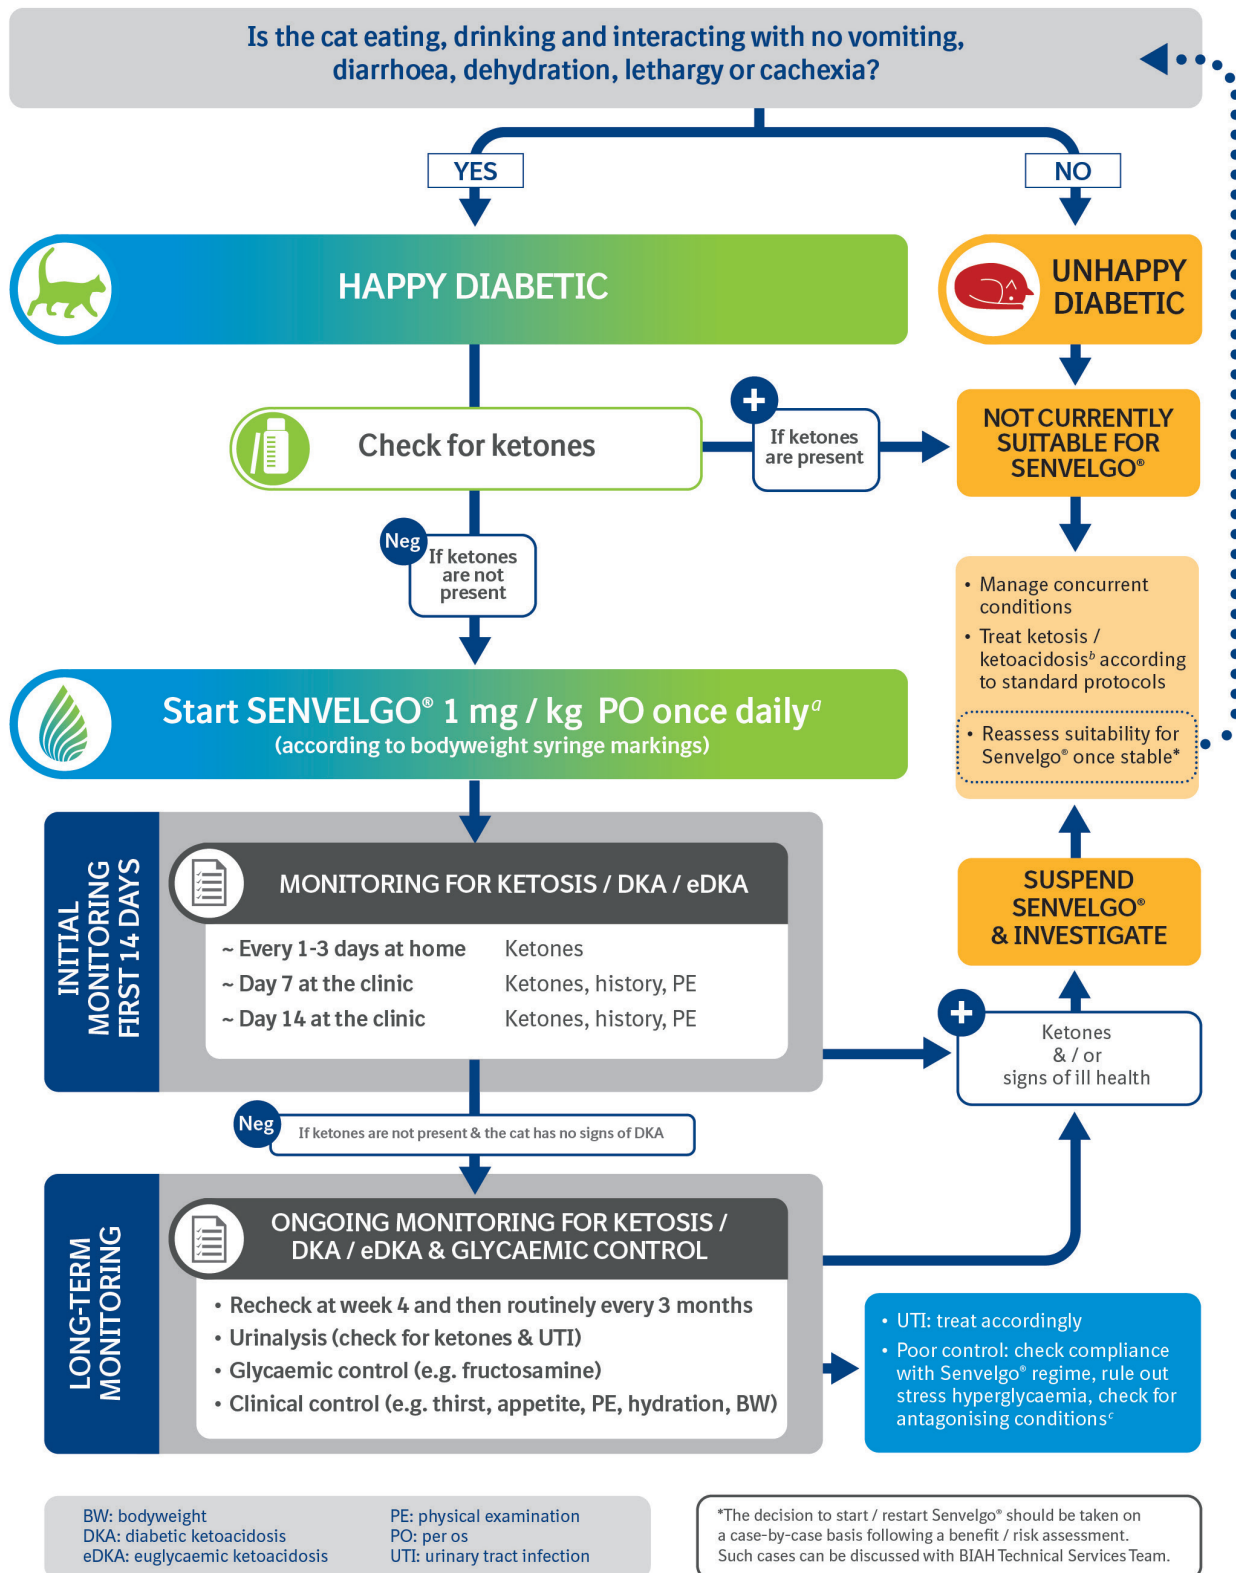 Is the cat eating, drinking and interacting with no vomiting,
diarrhoea, dehydration, lethargy or cachexia?
YES
NO
HAPPY DIABETIC
UNHAPPY
DIABETIC
Check for ketones
+
If ketones
are present
NOT CURRENTLY
SUITABLE FOR
SENVELGO®
Neg
If ketones
are not
present
• Manage concurrent
conditions
• Treat ketosis /
ketoacidosisᵇ according
to standard protocols
• Reassess suitability for
Senvelgo® once stable*
Start SENVELGO® 1 mg / kg PO once dailyᵃ
(according to bodyweight syringe markings)
INITIAL
MONITORING
FIRST 14 DAYS
MONITORING FOR KETOSIS / DKA / eDKA
~ Every 1-3 days at home Ketones
~ Day 7 at the clinic Ketones, history, PE
~ Day 14 at the clinic Ketones, history, PE
SUSPEND
SENVELGO®
& INVESTIGATE
+
Ketones
& / or
signs of ill health
Neg
If ketones are not present & the cat has no signs of DKA
LONG-TERM
MONITORING
ONGOING MONITORING FOR KETOSIS /
DKA / eDKA & GLYCAEMIC CONTROL
• Recheck at week 4 and then routinely every 3 months
• Urinalysis (check for ketones & UTI)
• Glycaemic control (e.g. fructosamine)
• Clinical control (e.g. thirst, appetite, PE, hydration, BW)
• UTI: treat accordingly
• Poor control: check compliance
with Senvelgo® regime, rule out
stress hyperglycaemia, check for
antagonising conditionsᶜ
BW: bodyweight
DKA: diabetic ketoacidosis
eDKA: euglycaemic ketoacidosis
PE: physical examination
PO: per os
UTI: urinary tract infection
*The decision to start / restart Senvelgo® should be taken on
a case-by-case basis following a benefit / risk assessment.
Such cases can be discussed with BIAH Technical Services Team.